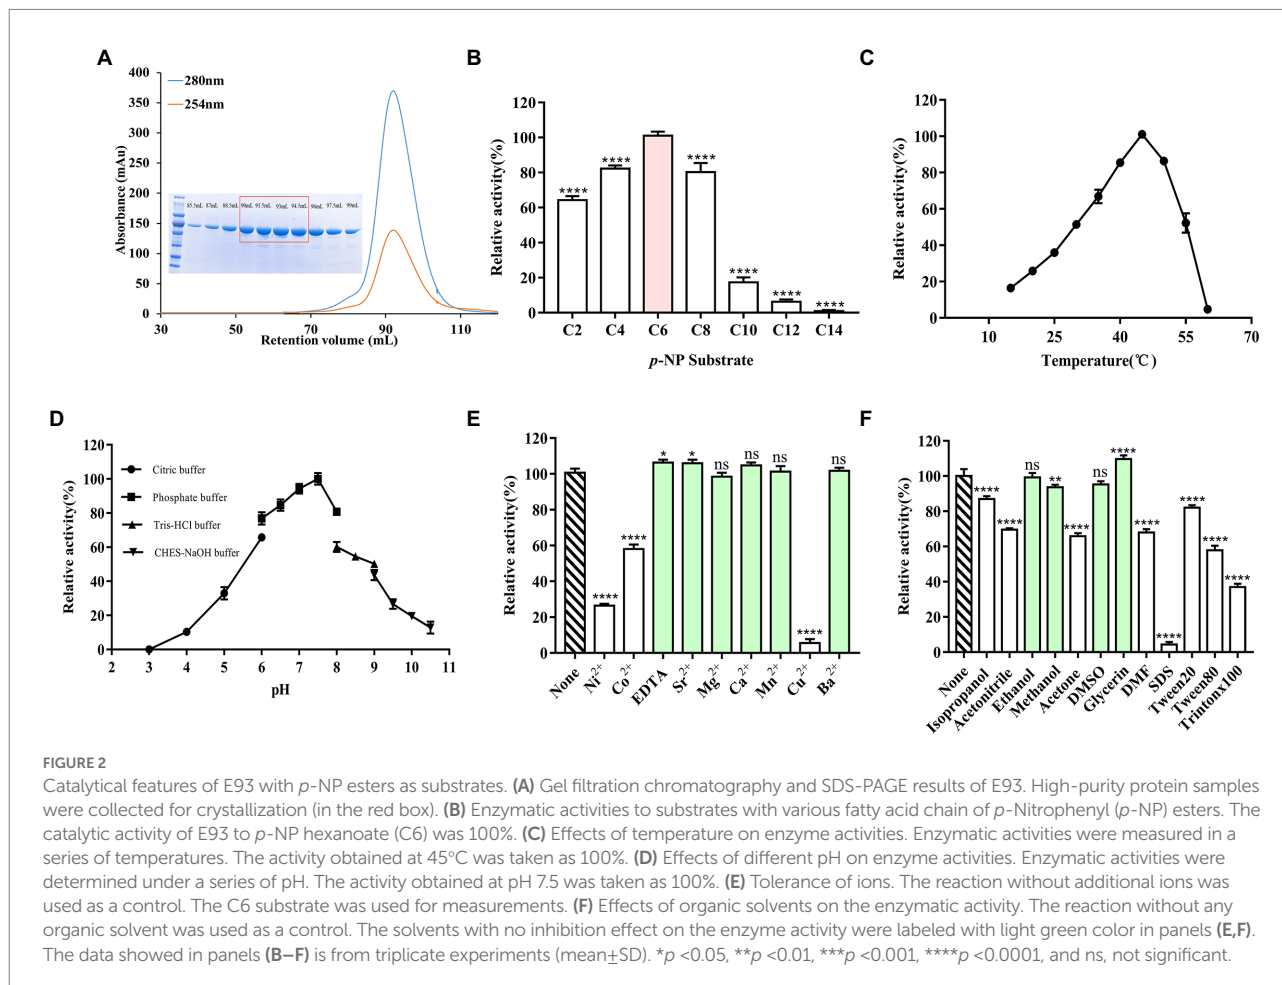 A
400
350
300
250
200
150
100
50
0
Absorbance (mAu)
280nm
254nm
85.5mL 87mL 88.5mL 90mL 91.5mL 93mL 94.5mL 96mL 97.5mL 99mL
30 50 70 90 110
Retention volume (mL)
B
120
100
80
60
40
20
0
Relative activity(%)
**** **** **** **** **** ****
C2 C4 C6 C8 C10 C12 C14
p-NP Substrate
C
120
100
80
60
40
20
0
Relative activity(%)
10 25 40 55 70
Temperature(℃)
D
120
100
80
60
40
20
0
Relative activity(%)
Citric buffer
Phosphate buffer
Tris-HCl buffer
CHES-NaOH buffer
2 3 4 5 6 7 8 9 10 11
pH
E
120
100
80
60
40
20
0
Relative activity(%)
**** **** * * ns ns ns **** ns
None Ni2+ Co2+ EDTA Sr2+ Mg2+ Ca2+ Mn2+ Cu2+ Ba2+
F
120
100
80
60
40
20
0
Relative activity(%)
**** **** ns ** **** ns **** **** **** **** **** ****
None Isopropanol Acetonitrile Ethanol Methanol Acetone DMSO Glycerin DMF SDS Tween20 Tween80 Trintonx100
FIGURE 2
Catalytical features of E93 with p-NP esters as substrates. (A) Gel filtration chromatography and SDS-PAGE results of E93. High-purity protein samples
were collected for crystallization (in the red box). (B) Enzymatic activities to substrates with various fatty acid chain of p-Nitrophenyl (p-NP) esters. The
catalytic activity of E93 to p-NP hexanoate (C6) was 100%. (C) Effects of temperature on enzyme activities. Enzymatic activities were measured in a
series of temperatures. The activity obtained at 45°C was taken as 100%. (D) Effects of different pH on enzyme activities. Enzymatic activities were
determined under a series of pH. The activity obtained at pH 7.5 was taken as 100%. (E) Tolerance of ions. The reaction without additional ions was
used as a control. The C6 substrate was used for measurements. (F) Effects of organic solvents on the enzymatic activity. The reaction without any
organic solvent was used as a control. The solvents with no inhibition effect on the enzyme activity were labeled with light green color in panels (E,F).
The data showed in panels (B–F) is from triplicate experiments (mean±SD). *p <0.05, **p <0.01, ***p <0.001, ****p <0.0001, and ns, not significant.